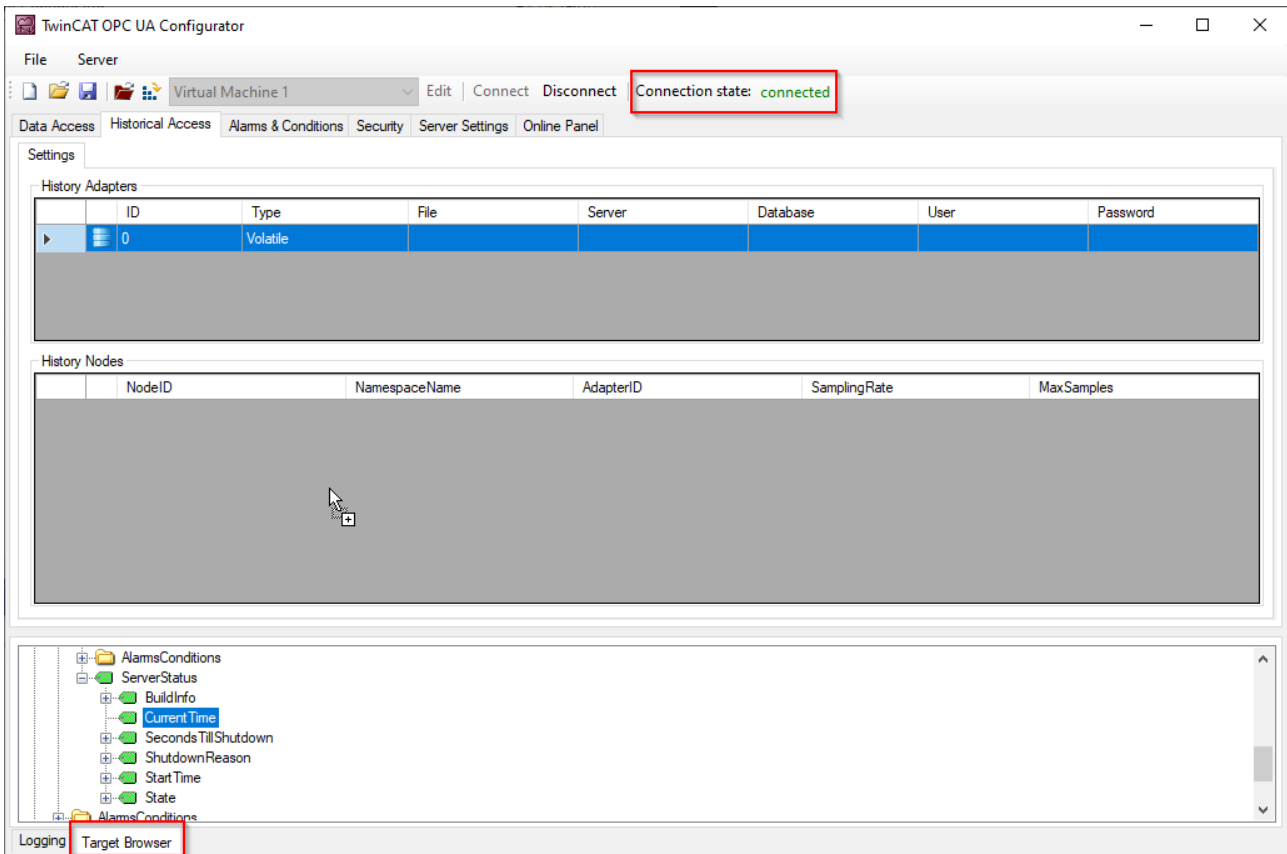 TwinCAT OPC UA Configurator
File Server
Virtual Machine 1 Edit Connect Disconnect Connection state: connected
Data Access Historical Access Alarms & Conditions Security Server Settings Online Panel
Settings
History Adapters
ID Type File Server Database User Password
0 Volatile
History Nodes
NodeID NamespaceName AdapterID SamplingRate MaxSamples
AlarmsConditions
ServerStatus
BuildInfo
CurrentTime
SecondsTillShutdown
ShutdownReason
StartTime
State
AlarmsConditions
Logging Target Browser